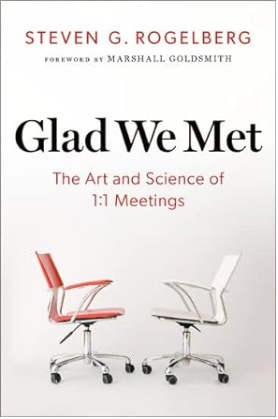 STEVEN G. ROGELBERG
FOREWORD BY MARSHALL GOLDSMITH
Glad We Met
The Art and Science of
1:1 Meetings